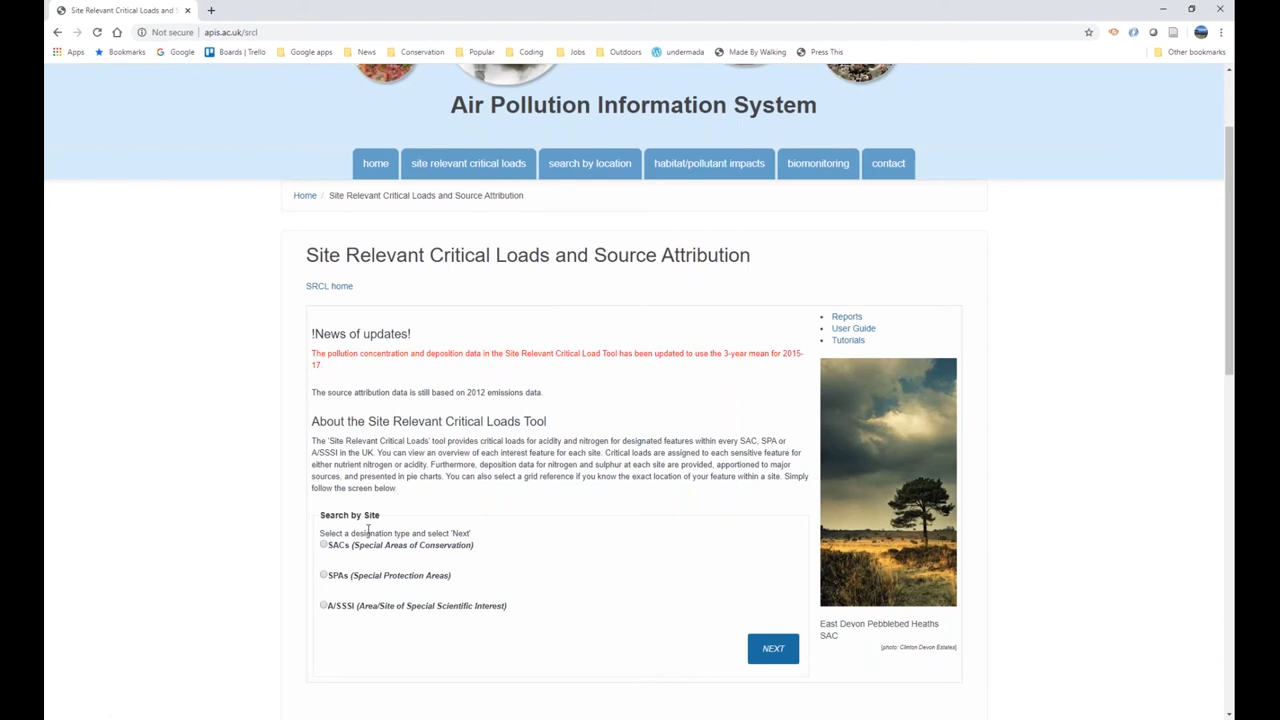 Site Relevant Critical Loads and S
Not secure | apis.ac.uk/srcl
Apps Bookmarks Google Boards | Trello Google apps News Conservation Popular Coding Jobs Outdoors undermada Made By Walking Press This Other bookmarks
Air Pollution Information System
home site relevant critical loads search by location habitat/pollutant impacts biomonitoring contact
Home / Site Relevant Critical Loads and Source Attribution
Site Relevant Critical Loads and Source Attribution
SRCL home
!News of updates!
The pollution concentration and deposition data in the Site Relevant Critical Load Tool has been updated to use the 3-year mean for 2015-
17.
The source attribution data is still based on 2012 emissions data.
About the Site Relevant Critical Loads Tool
The 'Site Relevant Critical Loads' tool provides critical loads for acidity and nitrogen for designated features within every SAC, SPA or
A/SSSI in the UK. You can view an overview of each interest feature for each site. Critical loads are assigned to each sensitive feature for
either nutrient nitrogen or acidity. Furthermore, deposition data for nitrogen and sulphur at each site are provided, apportioned to major
sources, and presented in pie charts. You can also select a grid reference if you know the exact location of your feature within a site. Simply
follow the screen below.
Search by Site
Select a designation type and select 'Next'
SACs (Special Areas of Conservation)
SPAs (Special Protection Areas)
A/SSSI (Area/Site of Special Scientific Interest)
NEXT
Reports
User Guide
Tutorials
East Devon Pebblebed Heaths
SAC
[photo: Clinton Devon Estates]